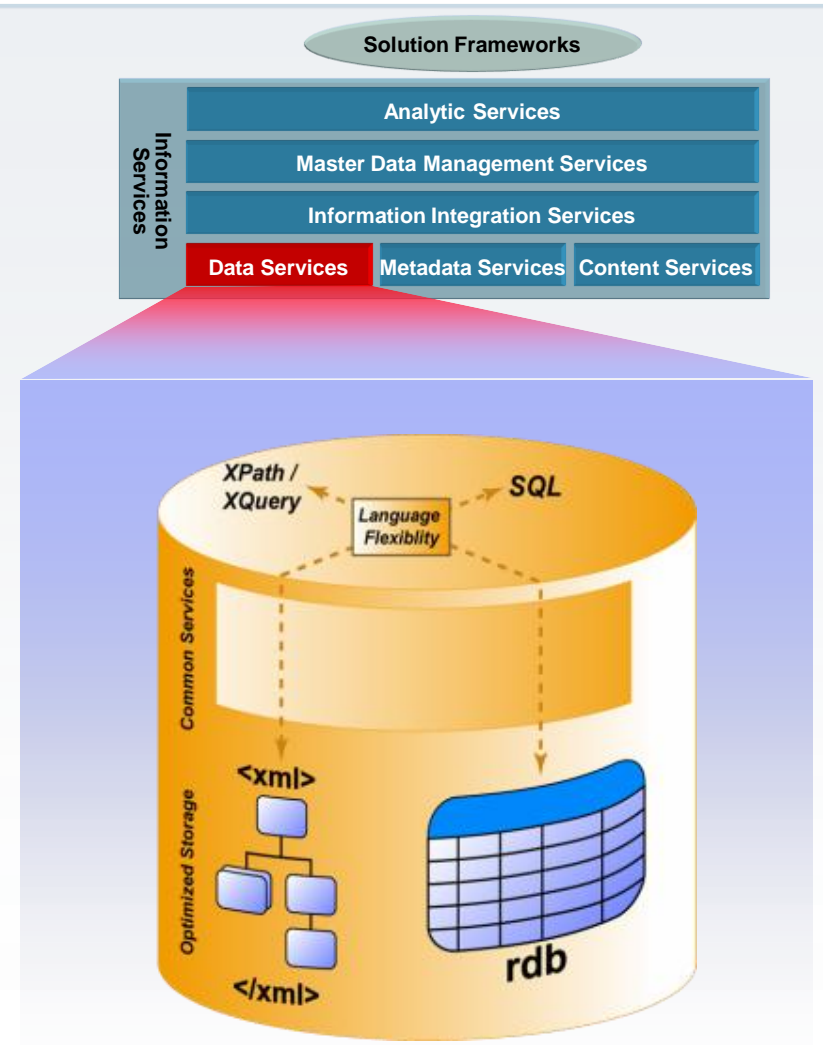 Solution Frameworks
Information
Services
Analytic Services
Master Data Management Services
Information Integration Services
Data Services
Metadata Services
Content Services
XPath /
XQuery
SQL
Language
Flexiblity
Common Services
Optimized Storage
<xml>
</xml>
rdb